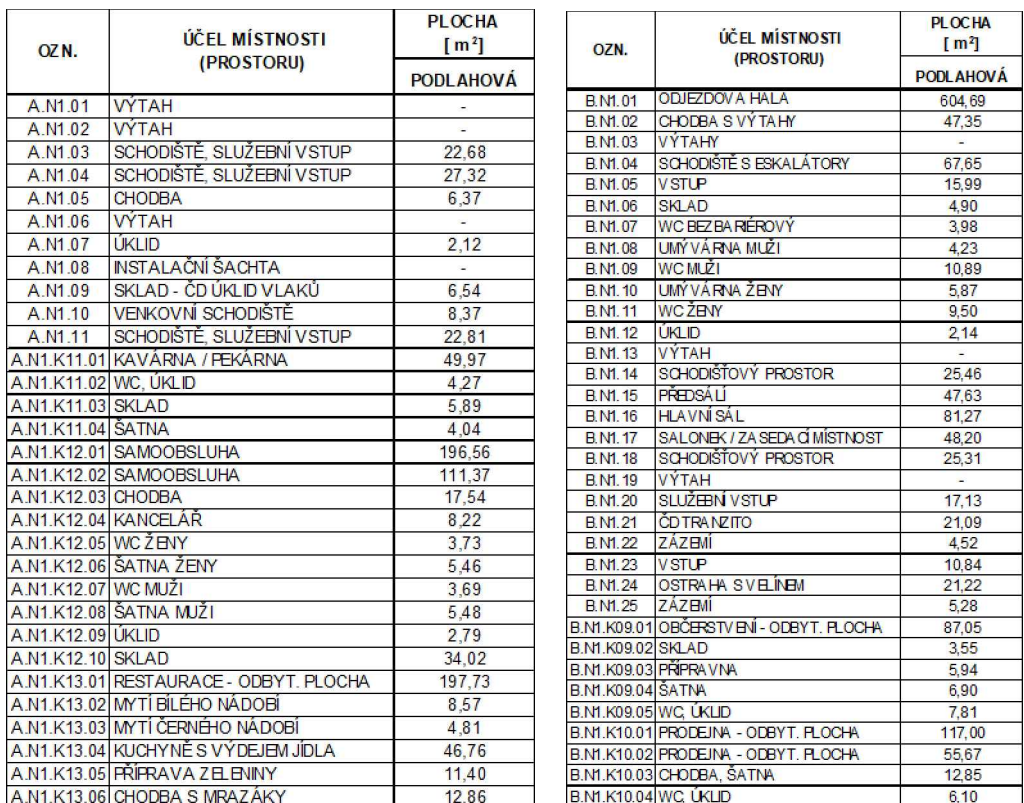 OZN. ÚČEL MÍSTNOSTI (PROSTORU) PLOCHA [ m²] PODLAHOVÁ
A.N1.01 VÝTAH -
A.N1.02 VÝTAH -
A.N1.03 SCHODIŠTĚ, SLUŽEBNÍ VSTUP 22,68
A.N1.04 SCHODIŠTĚ, SLUŽEBNÍ VSTUP 27,32
A.N1.05 CHODBA 6,37
A.N1.06 VÝTAH -
A.N1.07 ÚKLID 2,12
A.N1.08 INSTALAČNÍ ŠACHTA -
A.N1.09 SKLAD - ČD ÚKLID VLAKŮ 6,54
A.N1.10 VENKOVNÍ SCHODIŠTĚ 8,37
A.N1.11 SCHODIŠTĚ, SLUŽEBNÍ VSTUP 22,81
A.N1.K11.01 KAVÁRNA / PEKÁRNA 49,97
A.N1.K11.02 WC, ÚKLID 4,27
A.N1.K11.03 SKLAD 5,89
A.N1.K11.04 ŠATNA 4,04
A.N1.K12.01 SAMOOBSLUHA 196,56
A.N1.K12.02 SAMOOBSLUHA 111,37
A.N1.K12.03 CHODBA 17,54
A.N1.K12.04 KANCELÁŘ 8,22
A.N1.K12.05 WC ŽENY 3,73
A.N1.K12.06 ŠATNA ŽENY 5,46
A.N1.K12.07 WC MUŽI 3,69
A.N1.K12.08 ŠATNA MUŽI 5,48
A.N1.K12.09 ÚKLID 2,79
A.N1.K12.10 SKLAD 34,02
A.N1.K13.01 RESTAURACE - ODBYT. PLOCHA 197,73
A.N1.K13.02 MYTÍ BÍLÉHO NÁDOBÍ 8,57
A.N1.K13.03 MYTÍ ČERNÉHO NÁDOBÍ 4,81
A.N1.K13.04 KUCHYNĚ S VÝDEJEM JÍDLA 46,76
A.N1.K13.05 PŘÍPRAVA ZELENINY 11,40
A.N1.K13.06 CHODBA S MRAZÁKY 12,86
OZN. ÚČEL MÍSTNOSTI (PROSTORU) PLOCHA [ m²] PODLAHOVÁ
B.N1.01 ODJEZDOVA HALA 604,69
B.N1.02 CHODBA S VÝTAHY 47,35
B.N1.03 VÝTAHY -
B.N1.04 SCHODIŠTĚ S ESKALÁTORY 67,65
B.N1.05 VSTUP 15,99
B.N1.06 SKLAD 4,90
B.N1.07 WC BEZBARIÉROVÝ 3,98
B.N1.08 UMÝVÁRNA MUŽI 4,23
B.N1.09 WC MUŽI 10,89
B.N1.10 UMÝVÁRNA ŽENY 5,87
B.N1.11 WC ŽENY 9,50
B.N1.12 ÚKLID 2,14
B.N1.13 VÝTAH -
B.N1.14 SCHODIŠŤOVÝ PROSTOR 25,46
B.N1.15 PŘEDSÁLÍ 47,63
B.N1.16 HLAVNÍ SÁL 81,27
B.N1.17 SALONEK / ZASEDACÍ MÍSTNOST 48,20
B.N1.18 SCHODIŠŤOVÝ PROSTOR 25,31
B.N1.19 VÝTAH -
B.N1.20 SLUŽEBNÍ VSTUP 17,13
B.N1.21 ČD TRANZITO 21,09
B.N1.22 ZÁZEMÍ 4,52
B.N1.23 VSTUP 10,84
B.N1.24 OSTRAHA S VELÍNEM 21,22
B.N1.25 ZÁZEMÍ 5,28
B.N1.K09.01 OBČERSTVENÍ - ODBYT. PLOCHA 87,05
B.N1.K09.02 SKLAD 3,55
B.N1.K09.03 PŘÍPRAVNA 5,94
B.N1.K09.04 ŠATNA 6,90
B.N1.K09.05 WC, ÚKLID 7,81
B.N1.K10.01 PRODEJNA - ODBYT. PLOCHA 117,00
B.N1.K10.02 PRODEJNA - ODBYT. PLOCHA 55,67
B.N1.K10.03 CHODBA, ŠATNA 12,85
B.N1.K10.04 WC, ÚKLID 6,10